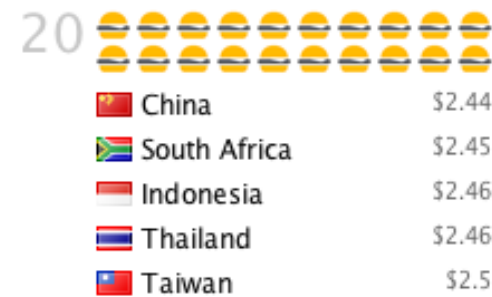 20
China $2.44
South Africa $2.45
Indonesia $2.46
Thailand $2.46
Taiwan $2.5